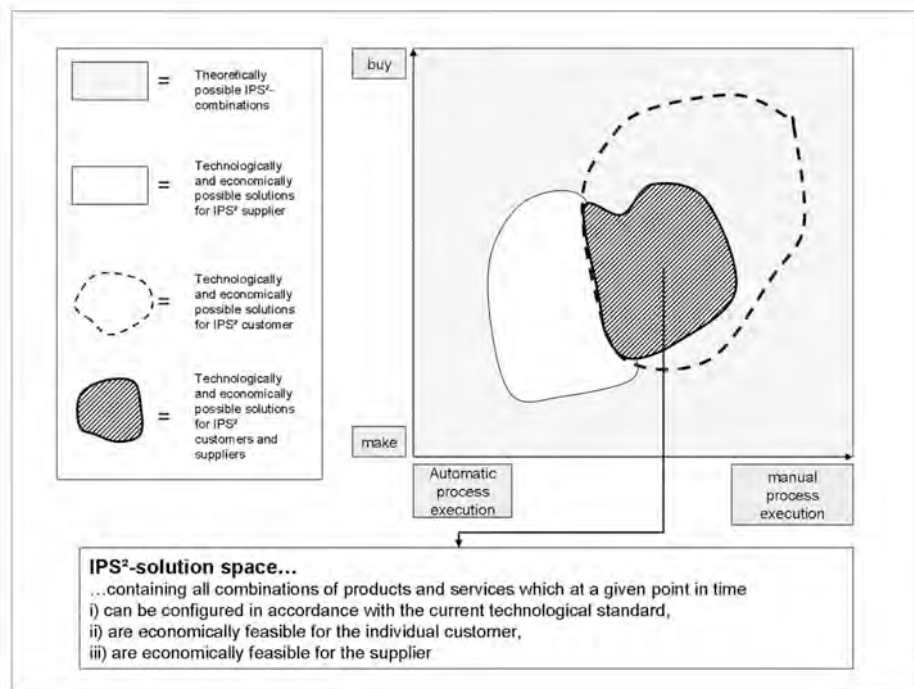 =
Theoretically
possible IPS²-
combinations
=
Technologically
and economically
possible solutions
for IPS² supplier
=
Technologically
and economically
possible solutions
for IPS² customer
=
Technologically
and economically
possible solutions
for IPS²
customers and
suppliers
buy
make
Automatic
process
execution
manual
process
execution
IPS²-solution space…
…containing all combinations of products and services which at a given point in time
i) can be configured in accordance with the current technological standard,
ii) are economically feasible for the individual customer,
iii) are economically feasible for the supplier